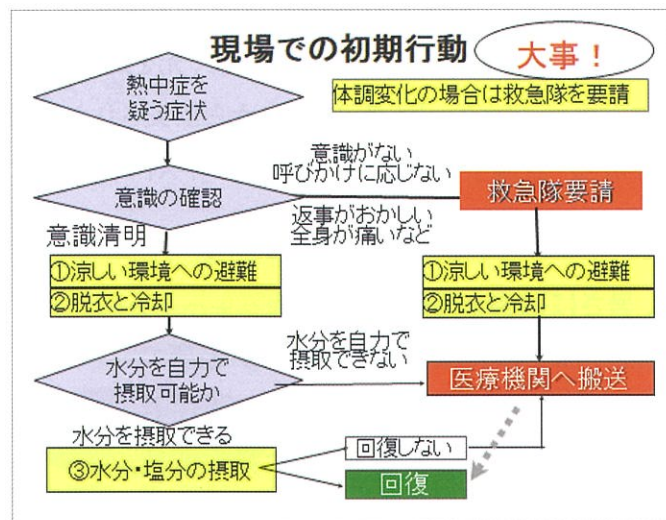 現場での初期行動
大事！
熱中症を
疑う症状
体調変化の場合は救急隊を要請
意識がない
呼びかけに応じない
意識の確認
救急隊要請
返事がおかしい
全身が痛いなど
意識清明
①涼しい環境への避難
②脱衣と冷却
①涼しい環境への避難
②脱衣と冷却
水分を自力で
摂取できない
水分を自力で
摂取可能か
医療機関へ搬送
水分を摂取できる
回復しない
③水分・塩分の摂取
回復